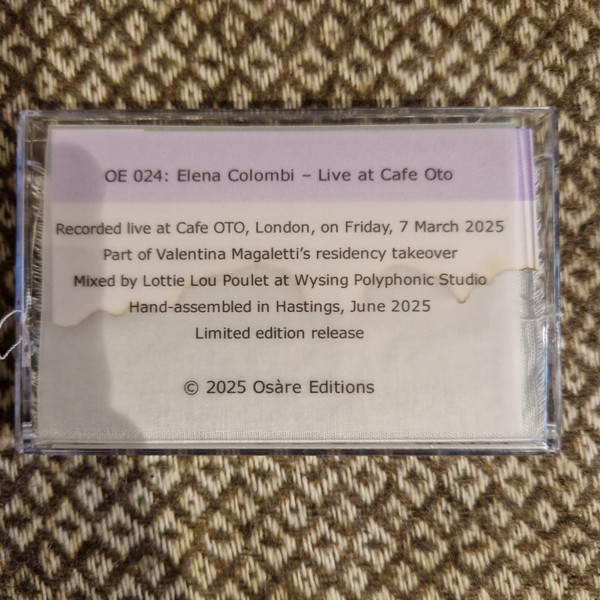 OE 024: Elena Colombi – Live at Cafe Oto
Recorded live at Cafe OTO, London, on Friday, 7 March 2025
Part of Valentina Magaletti’s residency takeover
Mixed by Lottie Lou Poulet at Wysing Polyphonic Studio
Hand-assembled in Hastings, June 2025
Limited edition release
© 2025 Osàre Editions